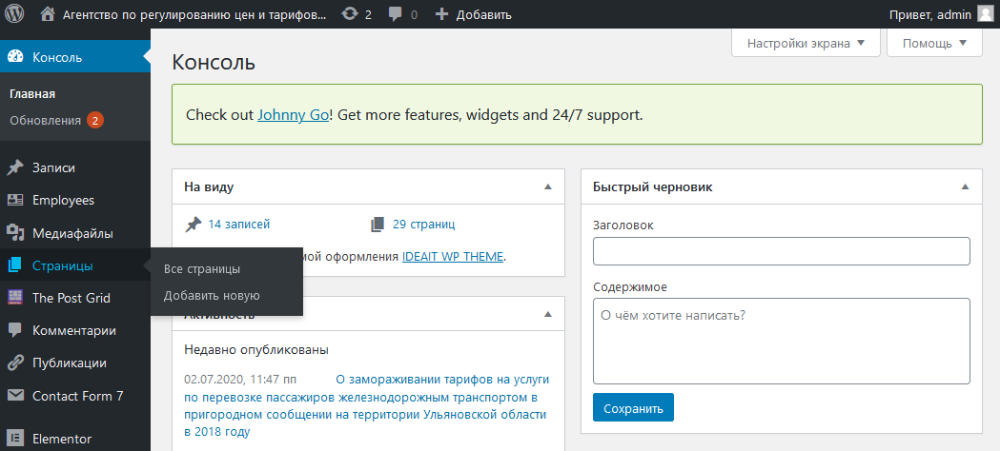 Агентство по регулированию цен и тарифов... 2 0 Добавить Привет, admin
Консоль
Главная
Обновления 2
Записи
Employees
Медиафайлы
Страницы
The Post Grid
Комментарии
Публикации
Contact Form 7
Elementor
Все страницы
Добавить новую
Настройки экрана
Помощь
Консоль
Check out Johnny Go! Get more features, widgets and 24/7 support.
На виду
14 записей 29 страниц
мой оформления IDEAIT WP THEME.
Активность
Недавно опубликованы
02.07.2020, 11:47 пп О замораживании тарифов на услуги
по перевозке пассажиров железнодорожным транспортом в
пригородном сообщении на территории Ульяновской области
в 2018 году
Быстрый черновик
Заголовок
Содержимое
О чём хотите написать?
Сохранить